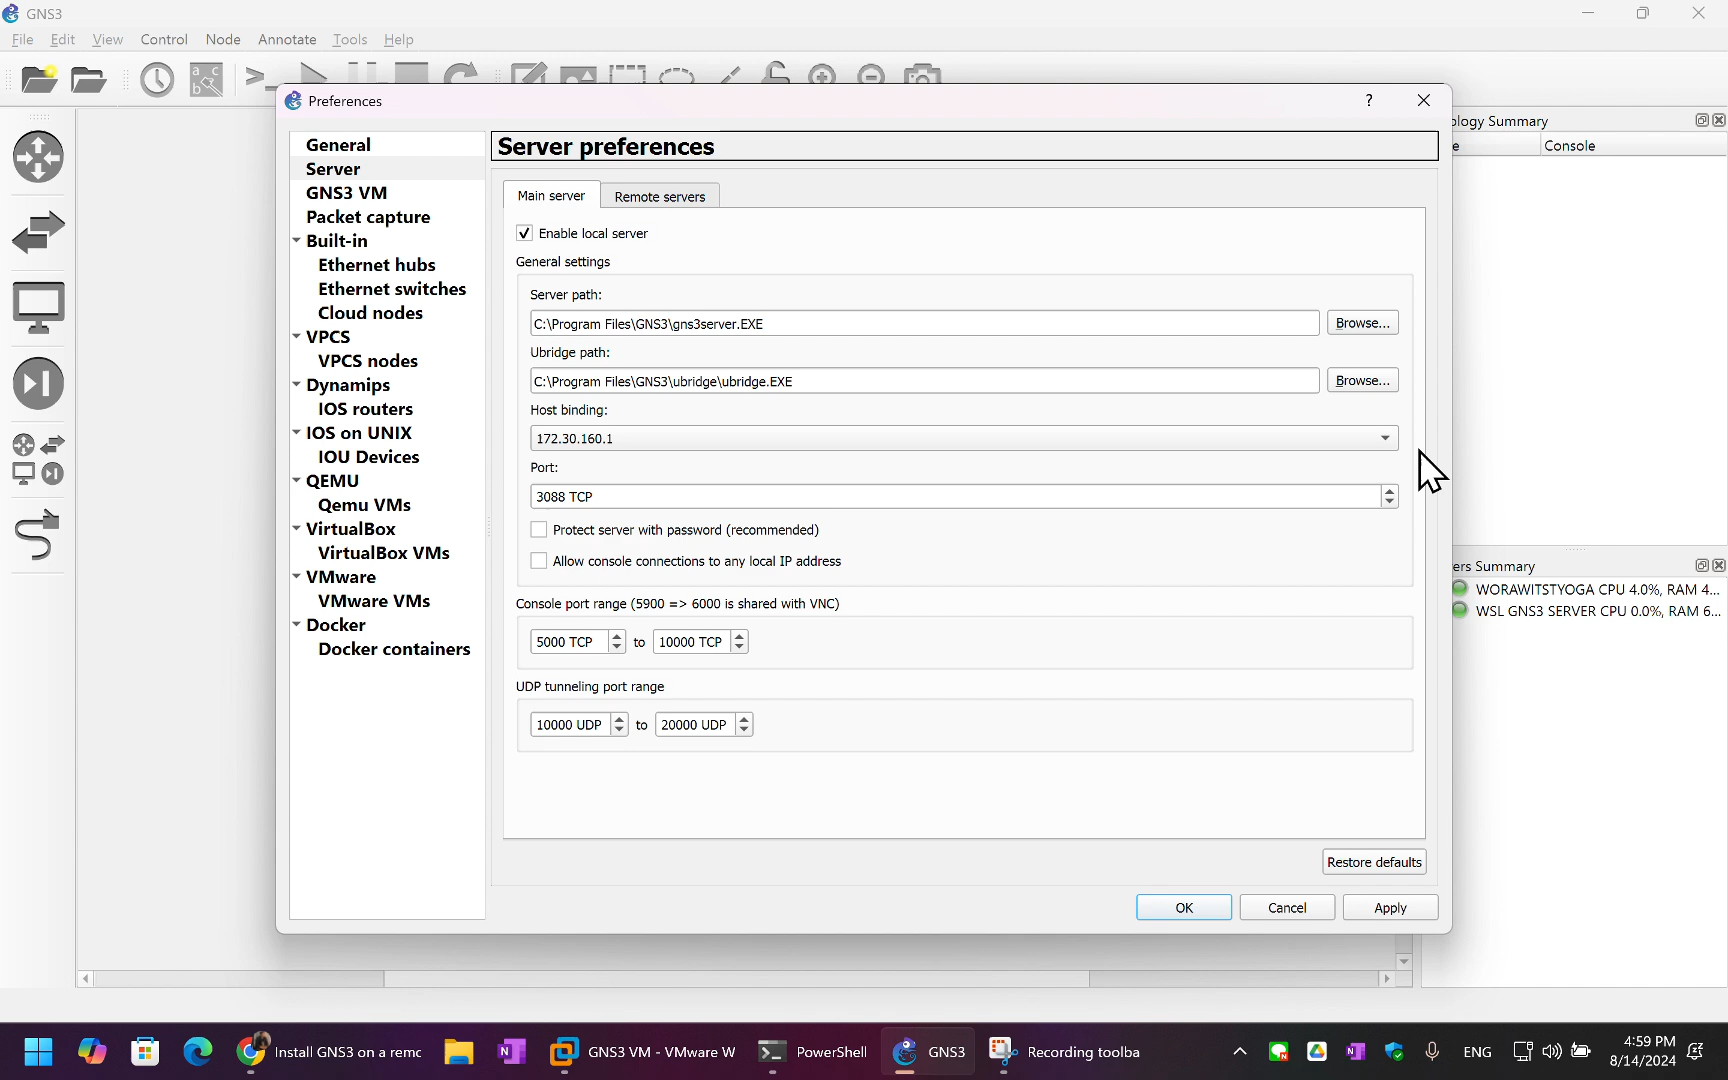 GNS3
File Edit View Control Node Annotate Tools Help
Preferences
?
General
Server
GNS3 VM
Packet capture
Built-in
Ethernet hubs
Ethernet switches
Cloud nodes
VPCS
VPCS nodes
Dynamips
IOS routers
IOS on UNIX
IOU Devices
QEMU
Qemu VMs
VirtualBox
VirtualBox VMs
VMware
VMware VMs
Docker
Docker containers
Server preferences
Main server Remote servers
Enable local server
General settings
Server path:
C:\Program Files\GNS3\gns3server.EXE Browse...
Ubridge path:
C:\Program Files\GNS3\ubridge\ubridge.EXE Browse...
Host binding:
172.30.160.1
Port:
3088 TCP
Protect server with password (recommended)
Allow console connections to any local IP address
Console port range (5900 => 6000 is shared with VNC)
5000 TCP to 10000 TCP
UDP tunneling port range
10000 UDP to 20000 UDP
Restore defaults
OK Cancel Apply
ology Summary
e Console
ers Summary
WORAWITSTYOGA CPU 4.0%, RAM 4...
WSL GNS3 SERVER CPU 0.0%, RAM 6...
Install GNS3 on a remc
GNS3 VM - VMware W
PowerShell
GNS3
Recording toolba
ENG
4:59 PM
8/14/2024